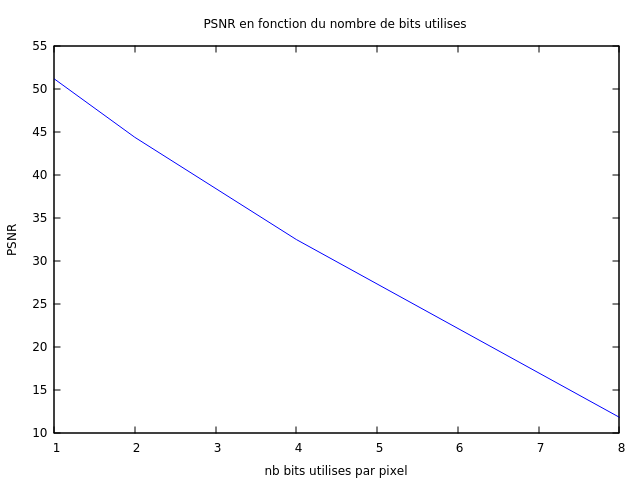 PSNR en fonction du nombre de bits utilises
55
50
45
40
35
30
25
20
15
10
PSNR
1 2 3 4 5 6 7 8
nb bits utilises par pixel